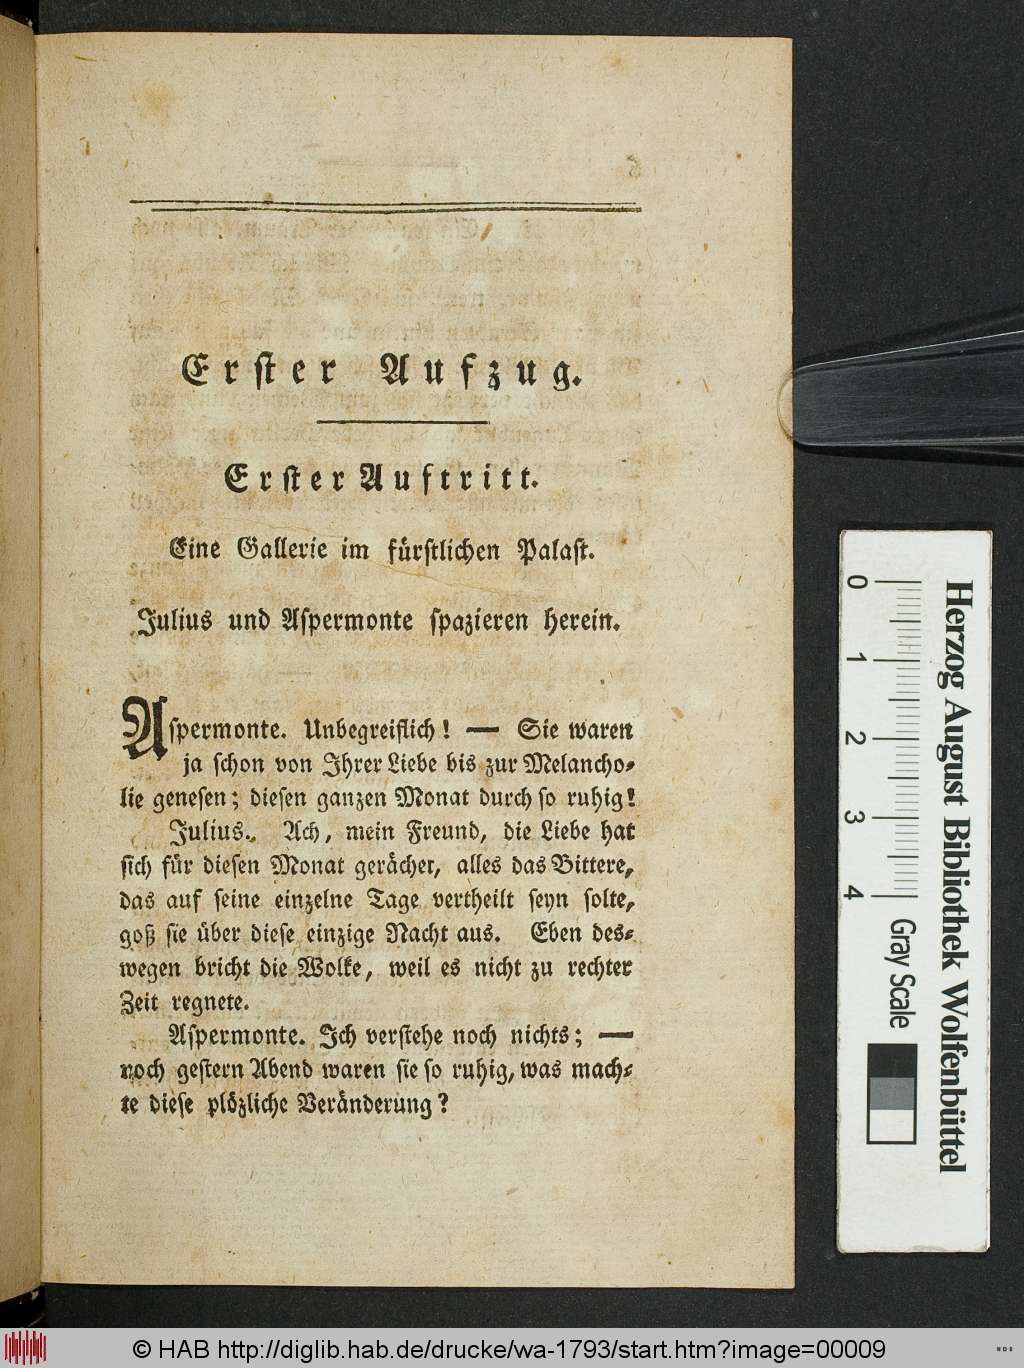 Erſter Aufzug.
Erſter Auftritt.
Eine Gallerie im fürſtlichen Palaſt.
Julius und Aſpermonte ſpazieren herein.
Aſpermonte. Unbegreiflich! — Sie waren
ja ſchon von Ihrer Liebe bis zur Melancho-
lie geneſen; dieſen ganzen Monat durch ſo ruhig!
Julius. Ach, mein Freund, die Liebe hat
ſich für dieſen Monat gerächet, alles das Bittere,
das auf ſeine einzelne Tage vertheilt ſeyn ſolte,
goß ſie über dieſe einzige Nacht aus. Eben des-
wegen bricht die Wolke, weil es nicht zu rechter
Zeit regnete.
Aſpermonte. Ich verſtehe noch nichts; —
noch geſtern Abend waren ſie ſo ruhig, was mach-
te dieſe plözliche Veränderung?
Herzog August Bibliothek Wolfenbüttel
0 1 2 3 4 Gray Scale
© HAB http://diglib.hab.de/drucke/wa-1793/start.htm?image=00009